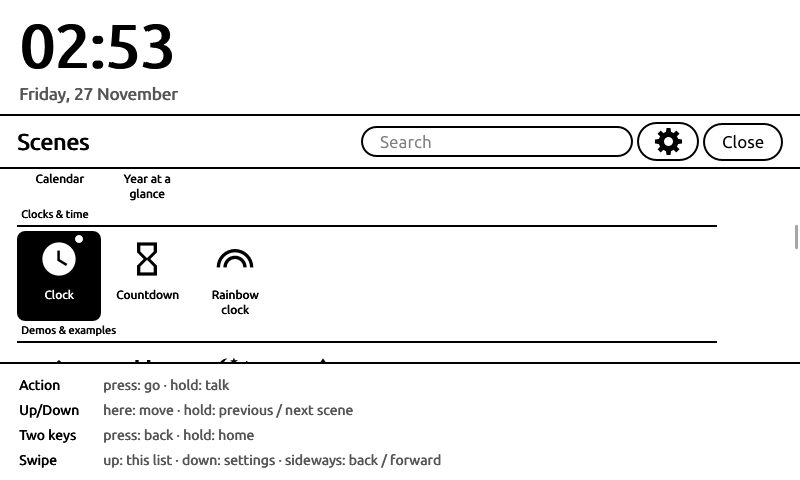 02:53
Friday, 27 November
Scenes
Search
Close
Calendar
Year at a
glance
Clocks & time
Clock
Countdown
Rainbow
clock
Demos & examples
Action press: go · hold: talk
Up/Down here: move · hold: previous / next scene
Two keys press: back · hold: home
Swipe up: this list · down: settings · sideways: back / forward